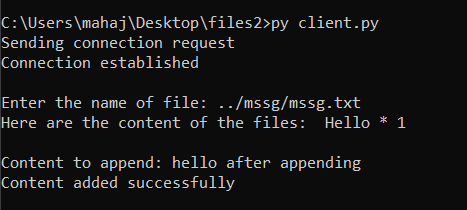 C:\Users\mahaj\Desktop\files2>py client.py
Sending connection request
Connection established
Enter the name of file: ../mssg/mssg.txt
Here are the content of the files:  Hello * 1
Content to append: hello after appending
Content added successfully